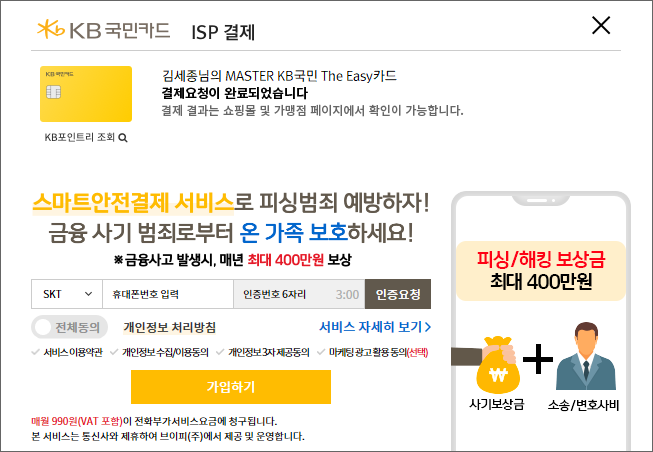 KB 국민카드 ISP 결제
KB 국민카드
김세종님의 MASTER KB국민 The Easy카드
결제요청이 완료되었습니다
결제 결과는 쇼핑몰 및 가맹점 페이지에서 확인이 가능합니다.
KB포인트리 조회
스마트안전결제 서비스로 피싱범죄 예방하자!
금융 사기 범죄로부터 온 가족 보호하세요!
※ 금융사고 발생시, 매년 최대 400만원 보상
SKT 휴대폰번호 입력 인증번호 6자리 3:00 인증요청
전체동의 개인정보 처리방침 서비스 자세히 보기 >
서비스 이용약관 개인정보 수집/이용동의 개인정보 3자 제공동의 마케팅 광고 활용 동의(선택)
가입하기
매월 990원(VAT 포함)이 전화부가서비스요금에 청구됩니다.
본 서비스는 통신사와 제휴하여 브이피(주)에서 제공 및 운영합니다.
피싱/해킹 보상금
최대 400만원
₩
사기보상금 소송/변호사비